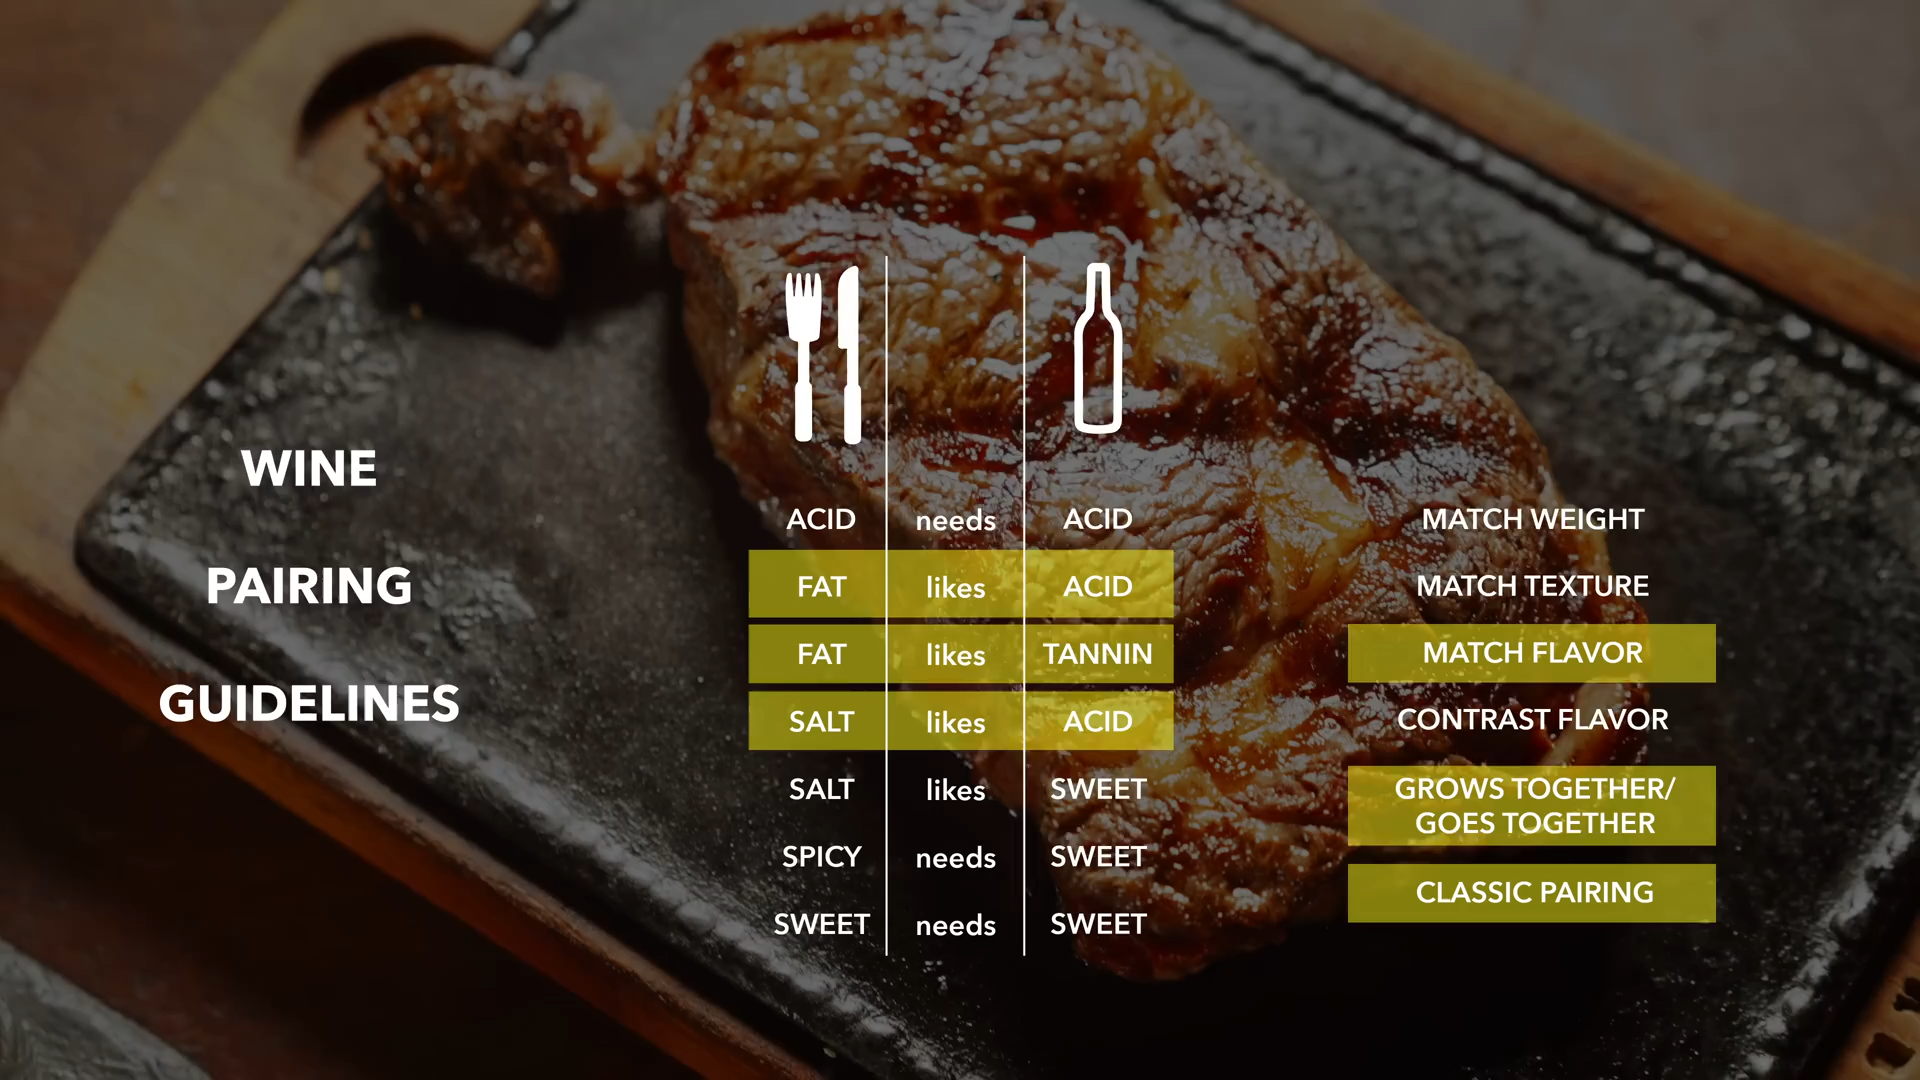 WINE
PAIRING
GUIDELINES
ACID needs ACID
FAT likes ACID
FAT likes TANNIN
SALT likes ACID
SALT likes SWEET
SPICY needs SWEET
SWEET needs SWEET
MATCH WEIGHT
MATCH TEXTURE
MATCH FLAVOR
CONTRAST FLAVOR
GROWS TOGETHER/
GOES TOGETHER
CLASSIC PAIRING